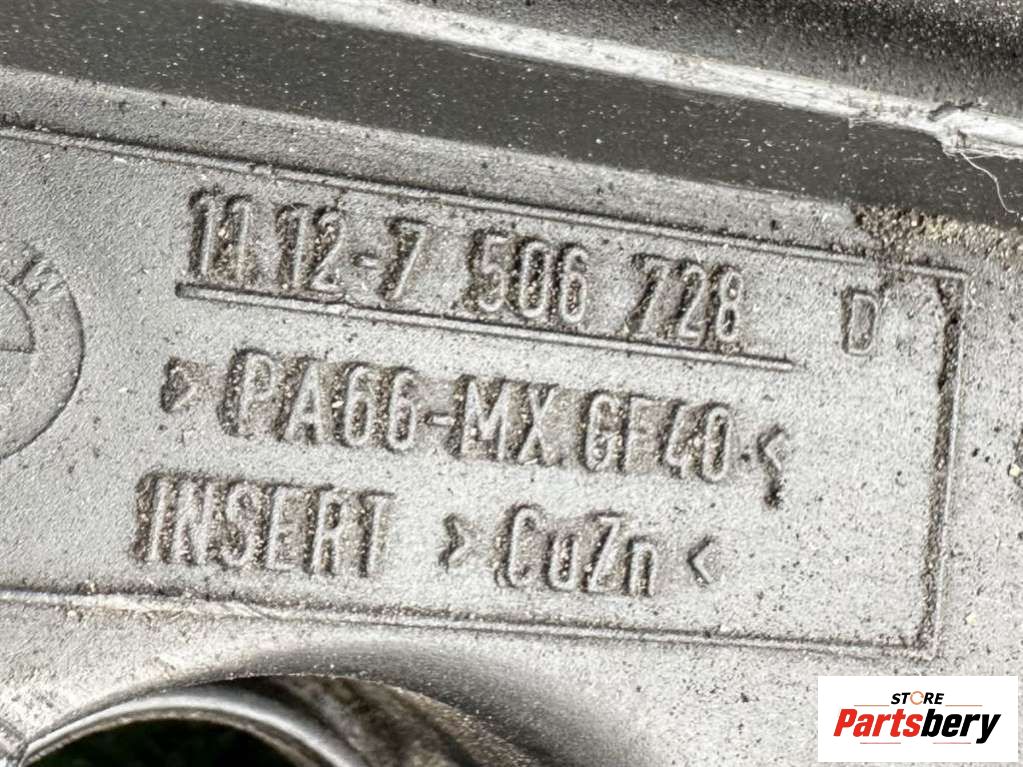 11 12-7 506 728 D
>PA66-MX GF40<
INSERT >CuZn<
W
STORE
Partsbery